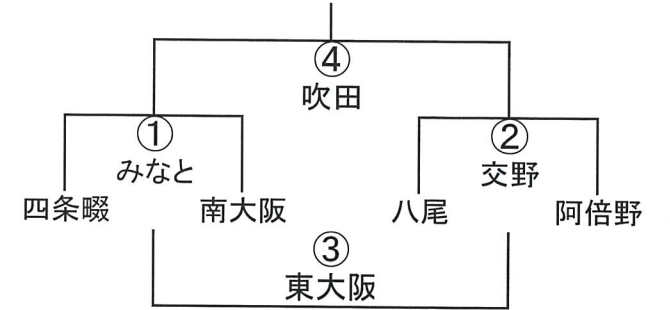 ④
吹田
①
みなと
②
交野
四条畷
南大阪
八尾
阿倍野
③
東大阪